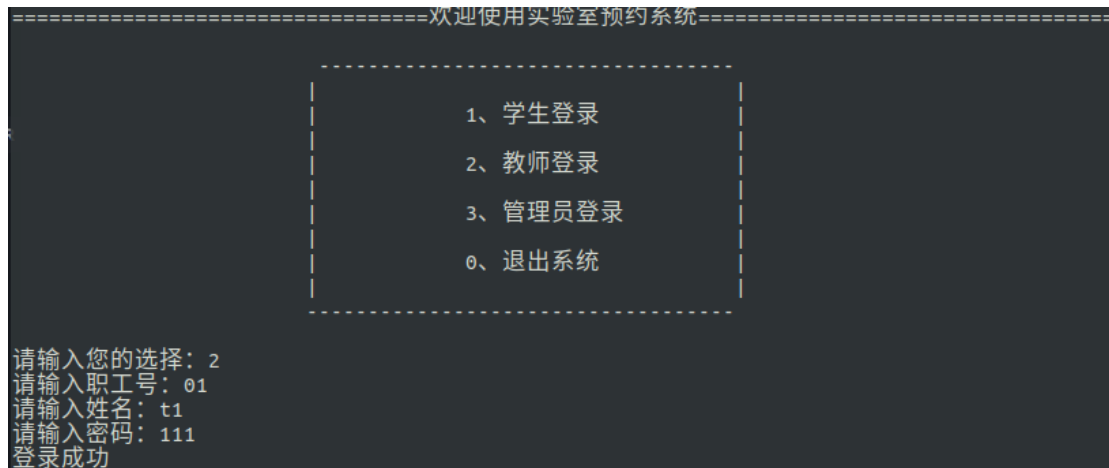 ==================================欢迎使用实验室预约系统==================================
1、学生登录
2、教师登录
3、管理员登录
0、退出系统
请输入您的选择：2
请输入职工号：01
请输入姓名：t1
请输入密码：111
登录成功